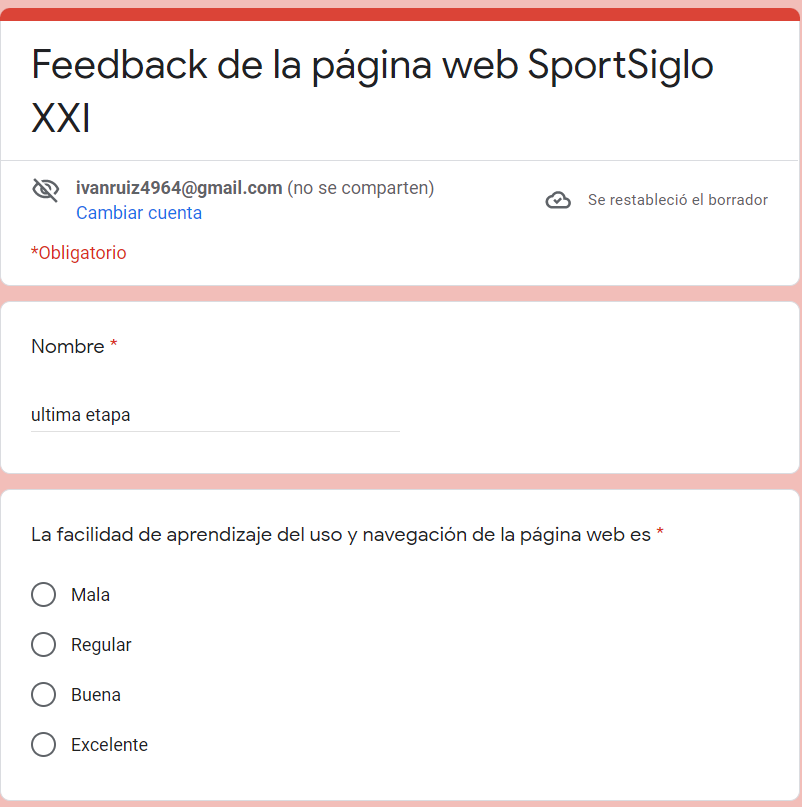 Feedback de la página web SportSiglo
XXI
ivanruiz4964@gmail.com (no se comparten)
Cambiar cuenta
Se restableció el borrador
*Obligatorio
Nombre *
ultima etapa
La facilidad de aprendizaje del uso y navegación de la página web es *
Mala
Regular
Buena
Excelente